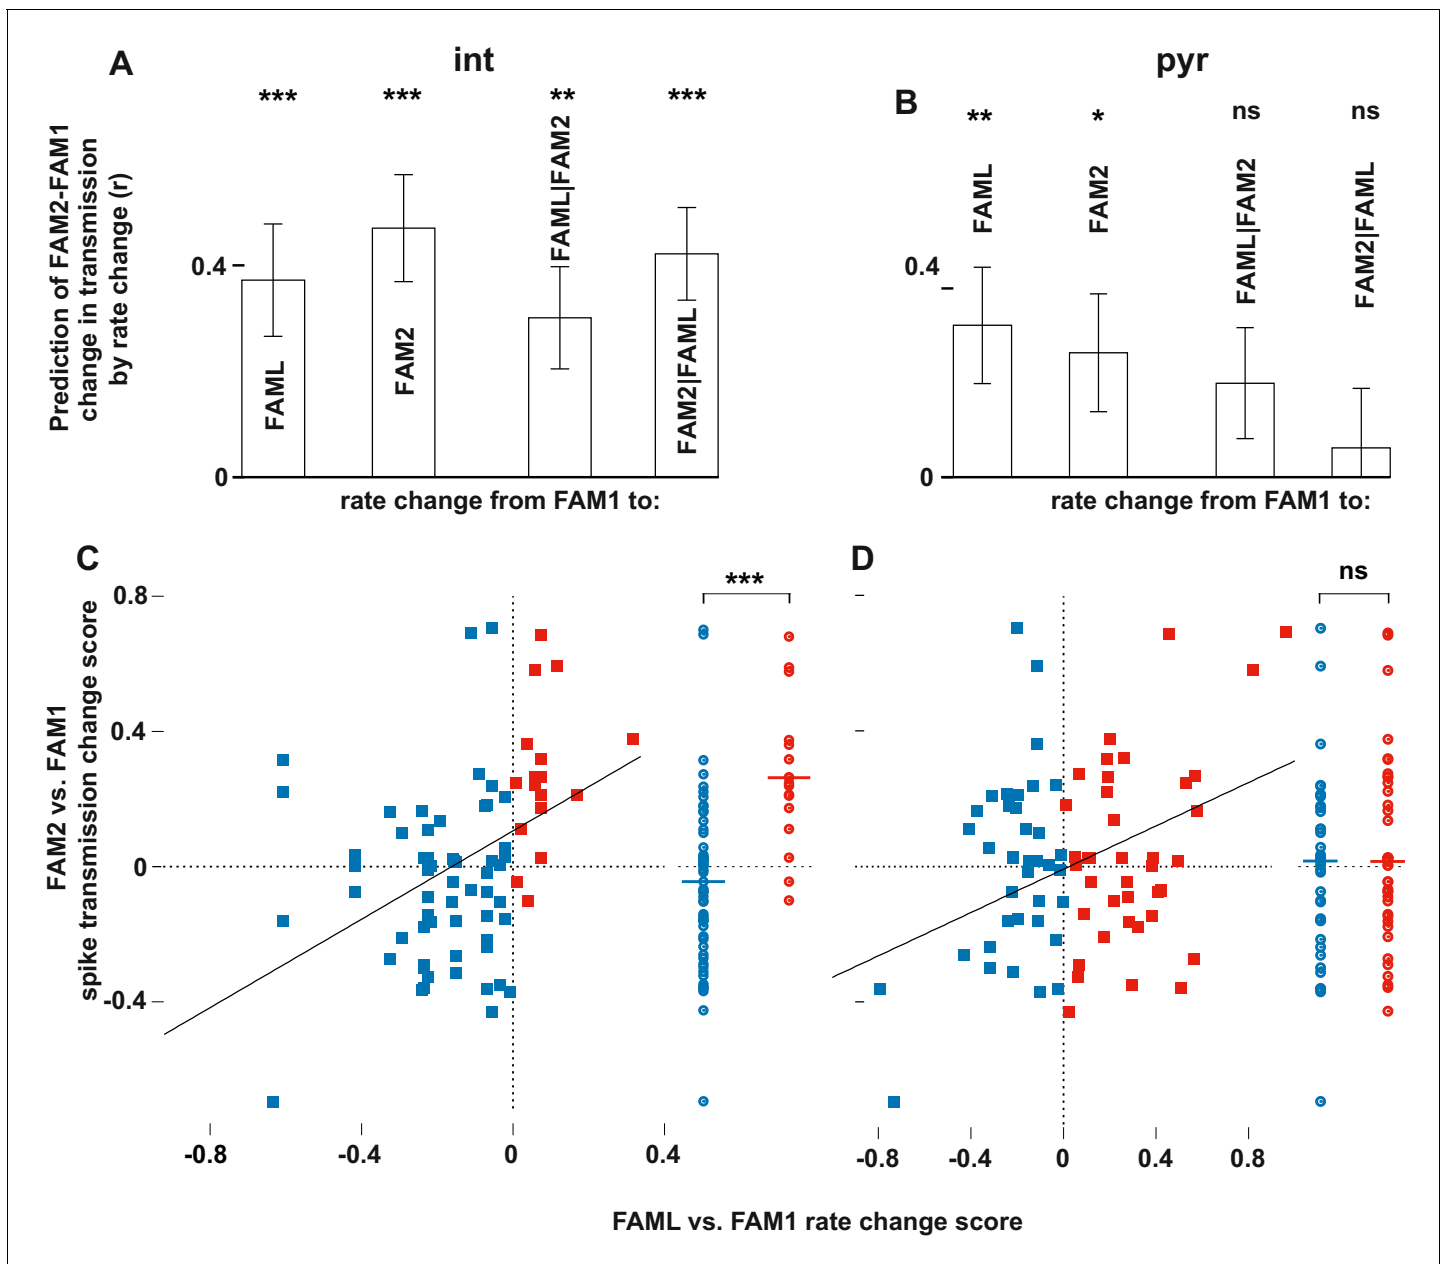 A
int
pyr
B
***
***
**
***
**
*
ns
ns
Prediction of FAM2-FAM1
change in transmission
by rate change (r)
0.4
0
FAML
FAM2
FAML|FAM2
FAM2|FAML
rate change from FAM1 to:
0.4
0
FAML
FAM2
FAML|FAM2
FAM2|FAML
rate change from FAM1 to:
C
***
D
ns
FAM2 vs. FAM1
spike transmission change score
0.8
0.4
0
-0.4
-0.8
-0.4
0
0.4
-0.8
-0.4
0
0.4
0.8
FAML vs. FAM1 rate change score